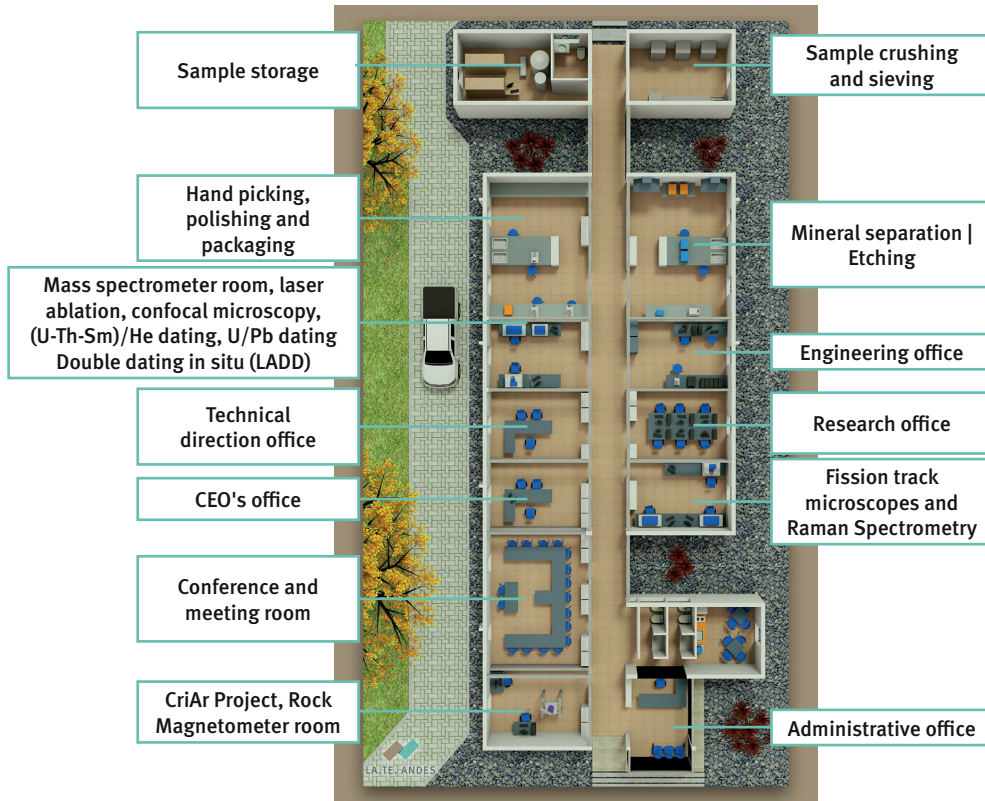 Sample storage
Sample crushing
and sieving
Hand picking,
polishing and
packaging
Mineral separation |
Etching
Mass spectrometer room, laser
ablation, confocal microscopy,
(U-Th-Sm)/He dating, U/Pb dating
Double dating in situ (LADD)
Engineering office
Technical
direction office
Research office
CEO's office
Fission track
microscopes and
Raman Spectrometry
Conference and
meeting room
CriAr Project, Rock
Magnetometer room
Administrative office
LA.TE. ANDES